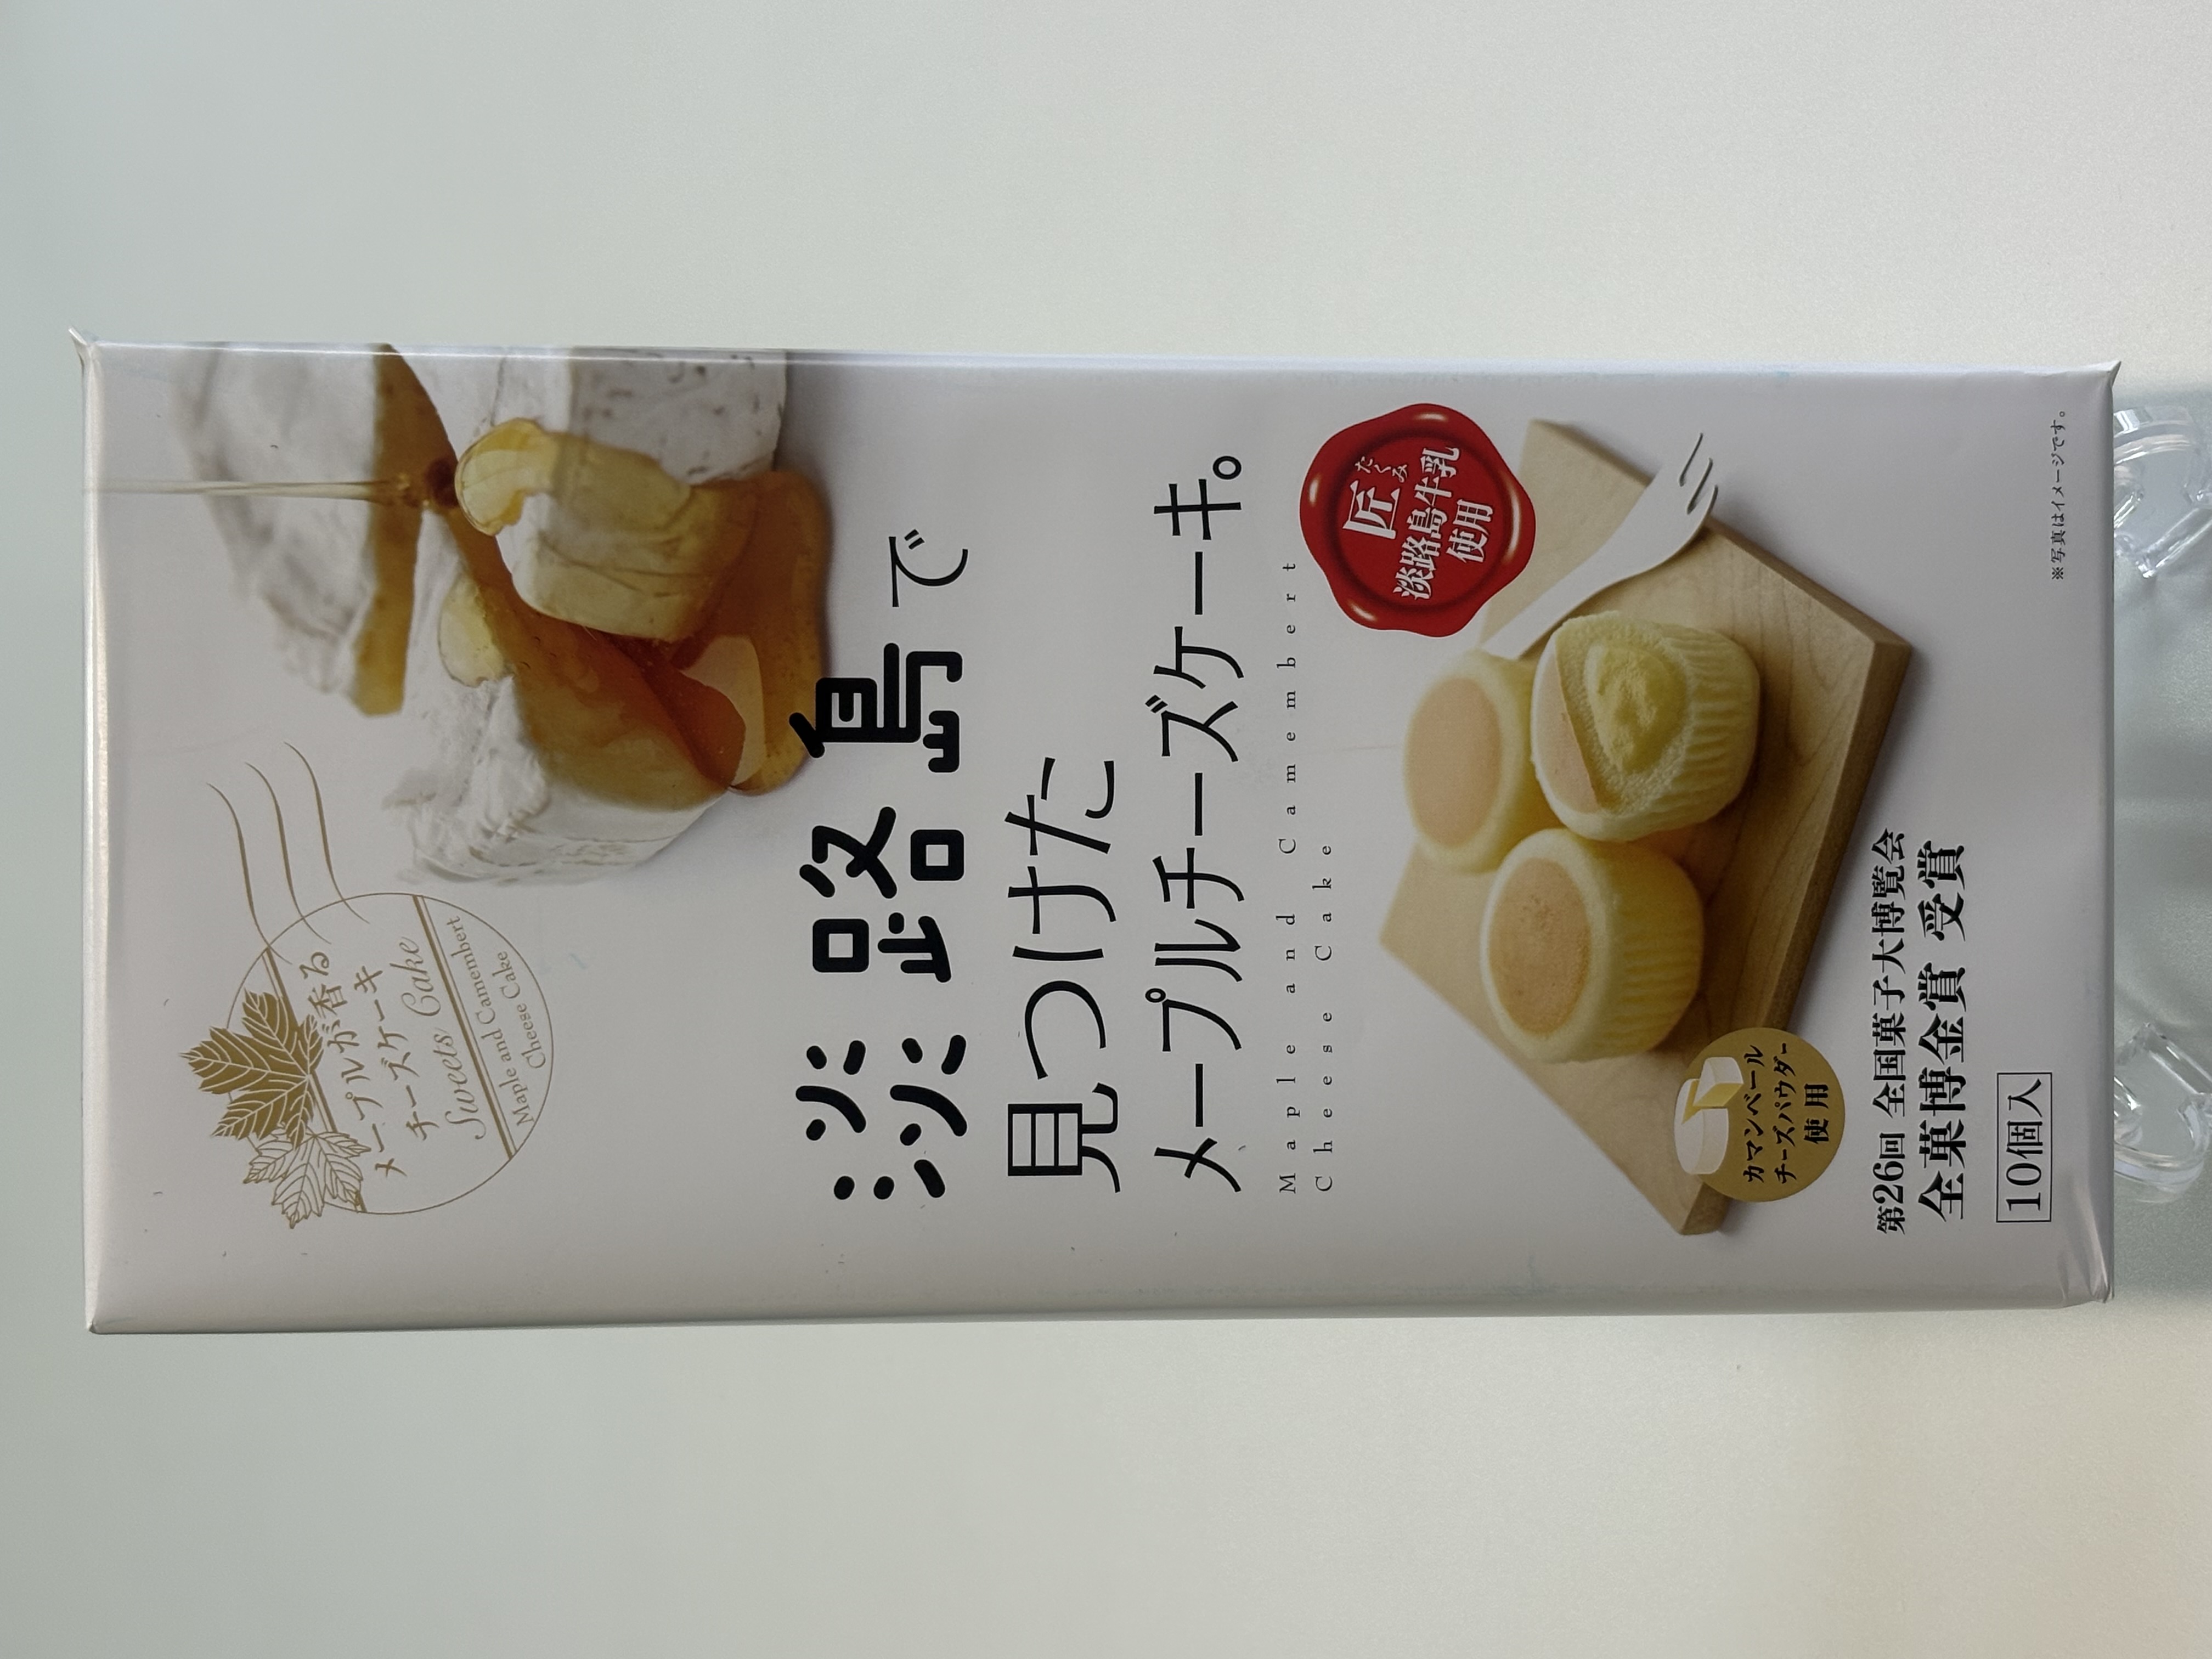 メープルが香る
チーズケーキ
Sweets Cake
Maple and Camembert
Cheese Cake
淡路島で
見つけた
メープルチーズケーキ。
Maple and Camembert
Cheese Cake
匠
たくみ
淡路島牛乳
使用
カマンベール
チーズパウダー
使用
第26回 全国菓子大博覧会
全菓博金賞 受賞
10個入
※写真はイメージです。